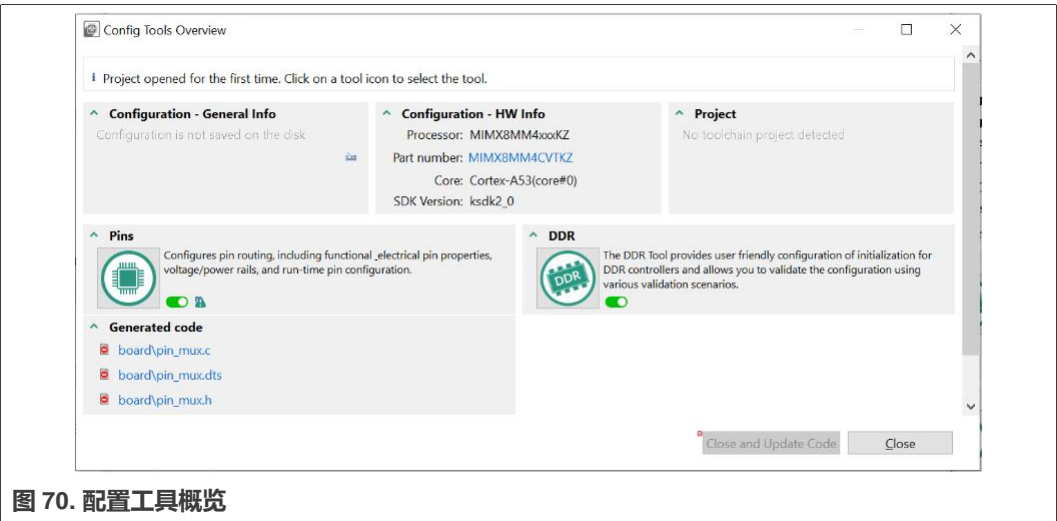 Config Tools Overview
Project opened for the first time. Click on a tool icon to select the tool.
Configuration - General Info
Configuration is not saved on the disk
Configuration - HW Info
Processor: MIMX8MM4xxxKZ
Part number: MIMX8MM4CVTKZ
Core: Cortex-A53(core#0)
SDK Version: ksdk2_0
Project
No toolchain project detected
Pins
Configures pin routing, including functional_electrical pin properties,
voltage/power rails, and run-time pin configuration.
DDR
DDR
The DDR Tool provides user friendly configuration of initialization for
DDR controllers and allows you to validate the configuration using
various validation scenarios.
Generated code
board\pin_mux.c
board\pin_mux.dts
board\pin_mux.h
Close and Update Code
Close
图 70. 配置工具概览